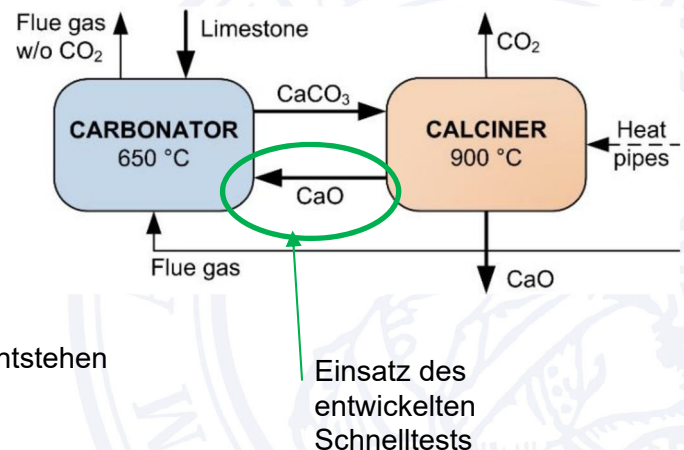 Flue gas
w/o CO₂
Limestone
CO₂
CaCO₃
CARBONATOR
650 °C
CALCINER
900 °C
Heat
pipes
CaO
Flue gas
CaO
ntstehen
Einsatz des
entwickelten
Schnelltests